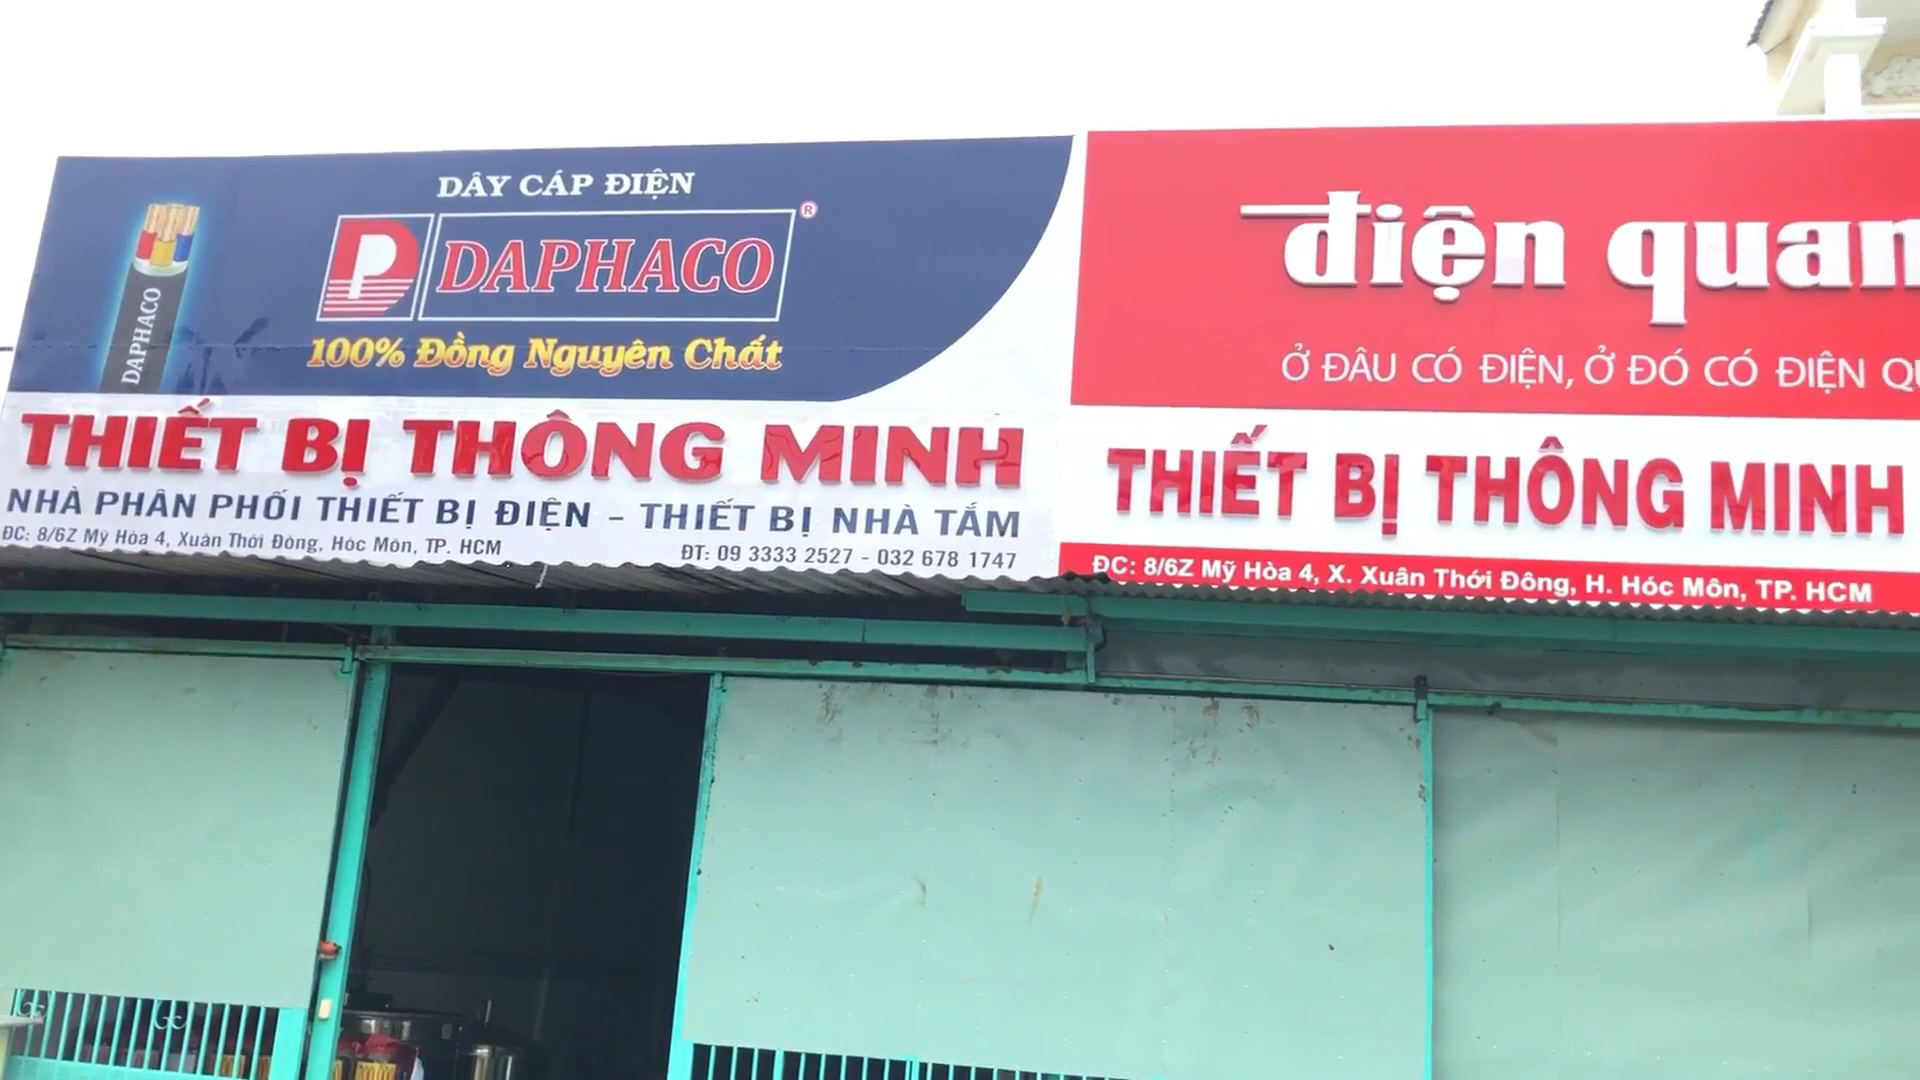 DÂY CÁP ĐIỆN
DAPHACO
DAPHACO ®
100% Đồng Nguyên Chất
THIẾT BỊ THÔNG MINH
NHÀ PHÂN PHỐI THIẾT BỊ ĐIỆN - THIẾT BỊ NHÀ TẮM
ĐC: 8/6Z Mỹ Hòa 4, Xuân Thới Đông, Hóc Môn, TP. HCM
ĐT: 09 3333 2527 - 032 678 1747
điện quan
Ở ĐÂU CÓ ĐIỆN, Ở ĐÓ CÓ ĐIỆN QU
THIẾT BỊ THÔNG MINH
ĐC: 8/6Z Mỹ Hòa 4, X. Xuân Thới Đông, H. Hóc Môn, TP. HCM